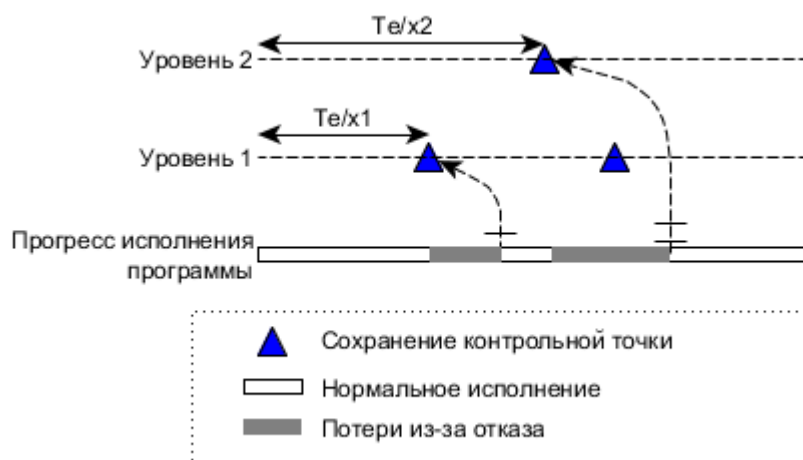 Te/x2
Уровень 2
Te/x1
Уровень 1
Прогресс исполнения
программы
Сохранение контрольной точки
Нормальное исполнение
Потери из-за отказа